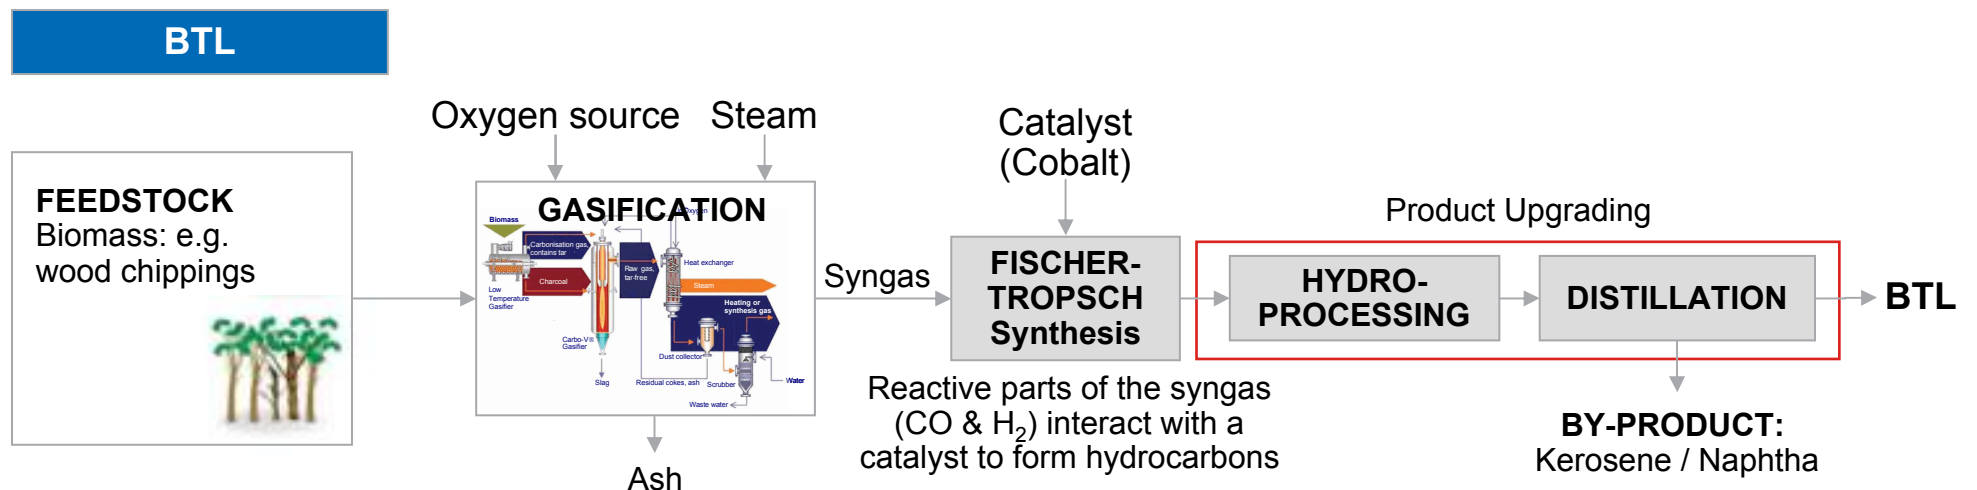 BTL
Oxygen source
Steam
Catalyst
(Cobalt)
FEEDSTOCK
Biomass: e.g.
wood chippings
GASIFICATION
Oxygen
Biomass
Carbonisation gas,
contains tar
Charcoal
Low
Temperature
Gasifier
Raw gas,
tar-free
Heat exchanger
Steam
Heating or
synthesis gas
Carbo-V®
Gasifier
Dust collector
Slag
Residual cokes, ash
Scrubber
Water
Waste water
Ash
Syngas
FISCHER-
TROPSCH
Synthesis
Reactive parts of the syngas
(CO & H₂) interact with a
catalyst to form hydrocarbons
Product Upgrading
HYDRO-
PROCESSING
DISTILLATION
BTL
BY-PRODUCT:
Kerosene / Naphtha